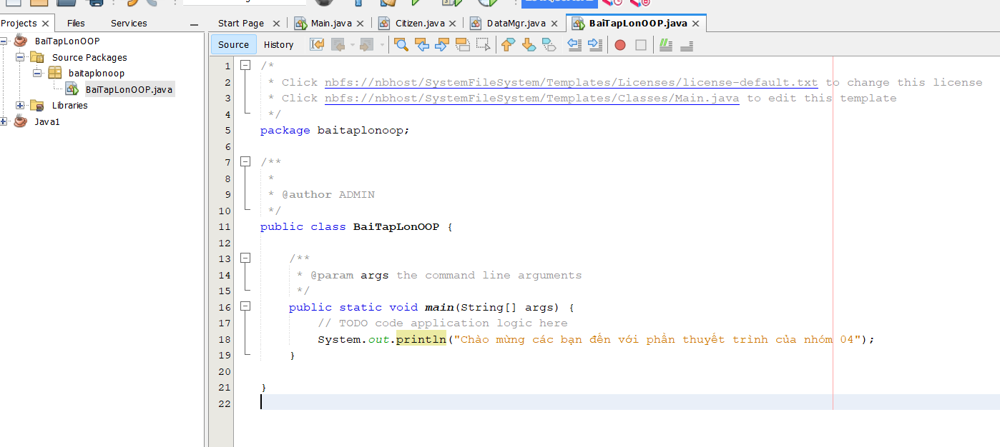 Projects Files Services
BaiTapLonOOP
Source Packages
baitaplonoop
BaiTapLonOOP.java
Libraries
Java1
Start Page Main.java Citizen.java DataMgr.java BaiTapLonOOP.java
Source History
1 /*
2 * Click nbfs://nbhost/SystemFileSystem/Templates/Licenses/license-default.txt to change this license
3 * Click nbfs://nbhost/SystemFileSystem/Templates/Classes/Main.java to edit this template
4 */
5 package baitaplonoop;
6
7 /**
8 *
9 * @author ADMIN
10 */
11 public class BaiTapLonOOP {
12
13 /**
14 * @param args the command line arguments
15 */
16 public static void main(String[] args) {
17 // TODO code application logic here
18 System.out.println("Chào mừng các bạn đến với phần thuyết trình của nhóm 04");
19 }
20
21 }
22